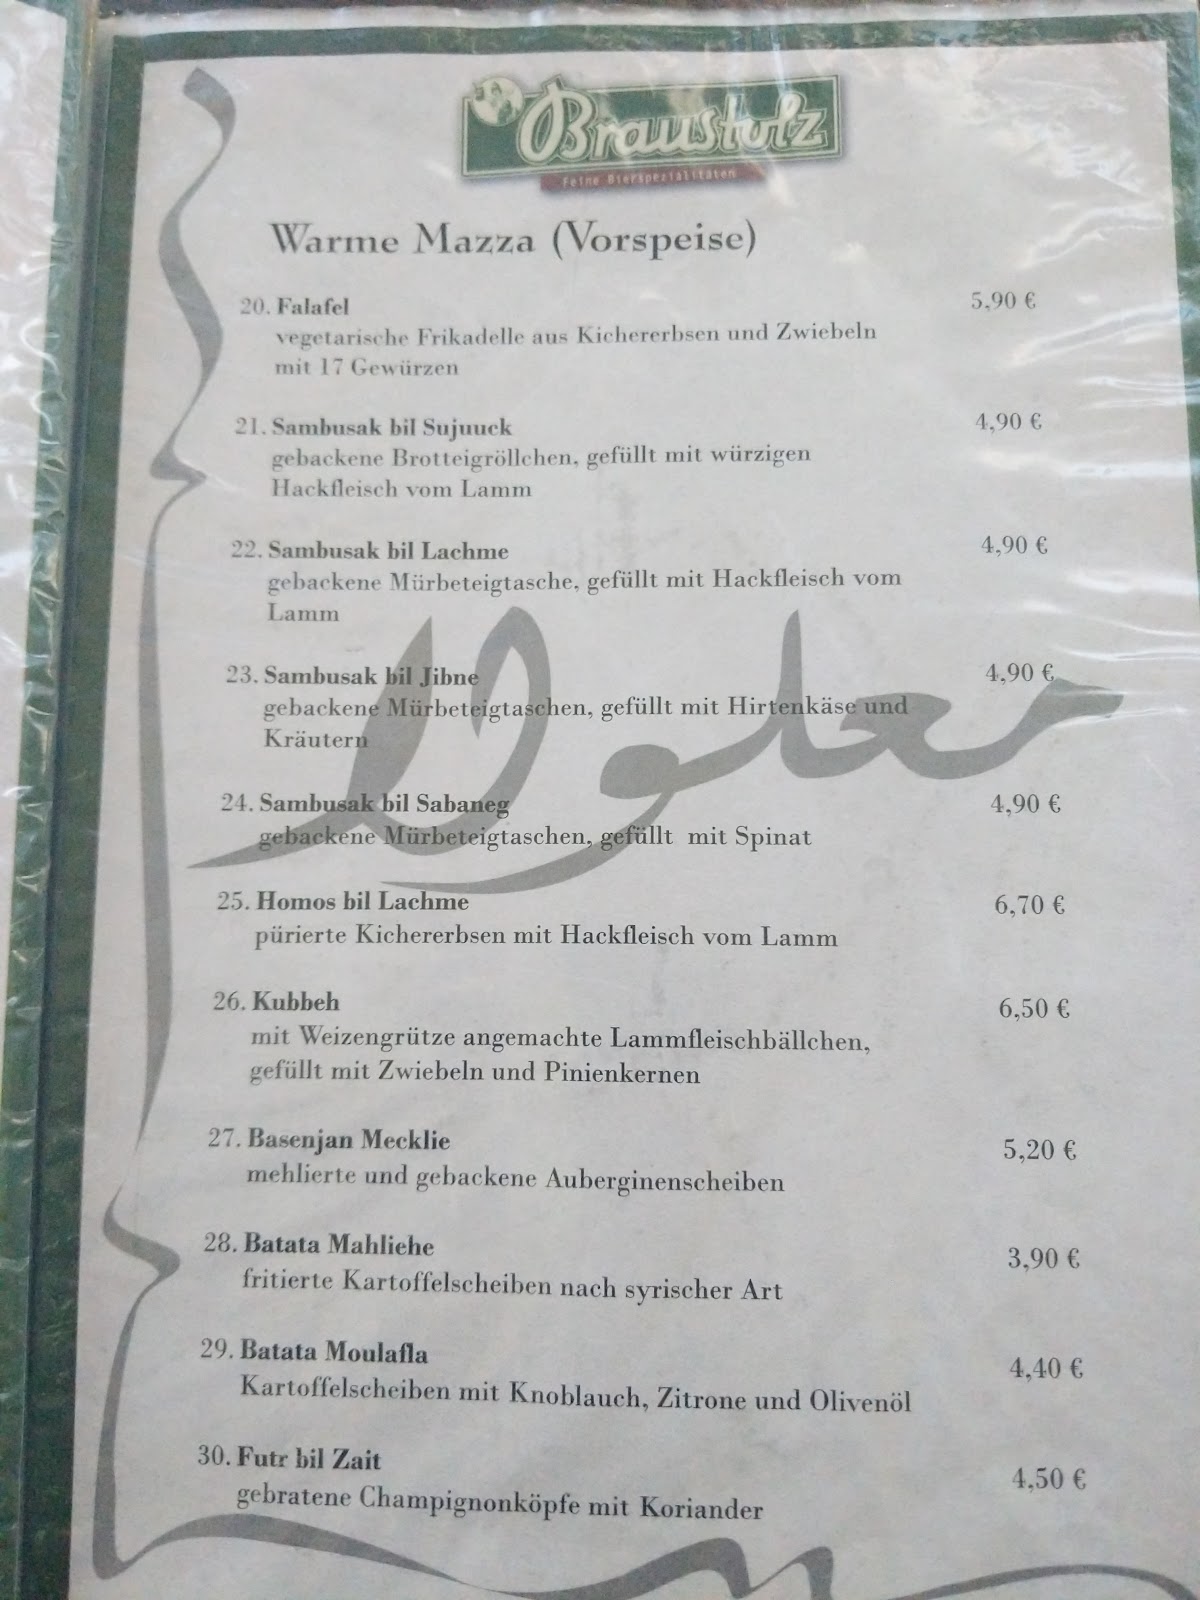 Braustolz
Feine Bierspezialitäten
Warme Mazza (Vorspeise)
20. Falafel 5,90 €
vegetarische Frikadelle aus Kichererbsen und Zwiebeln
mit 17 Gewürzen
21. Sambusak bil Sujuuck 4,90 €
gebackene Brotteigröllchen, gefüllt mit würzigen
Hackfleisch vom Lamm
22. Sambusak bil Lachme 4,90 €
gebackene Mürbeteigtasche, gefüllt mit Hackfleisch vom
Lamm
23. Sambusak bil Jibne 4,90 €
gebackene Mürbeteigtaschen, gefüllt mit Hirtenkäse und
Kräutern
24. Sambusak bil Sabaneg 4,90 €
gebackene Mürbeteigtaschen, gefüllt mit Spinat
25. Homos bil Lachme 6,70 €
pürierte Kichererbsen mit Hackfleisch vom Lamm
26. Kubbeh 6,50 €
mit Weizengrütze angemachte Lammfleischbällchen,
gefüllt mit Zwiebeln und Pinienkernen
27. Basenjan Mecklie 5,20 €
mehlierte und gebackene Auberginenscheiben
28. Batata Mahliehe 3,90 €
fritierte Kartoffelscheiben nach syrischer Art
29. Batata Moulafla 4,40 €
Kartoffelscheiben mit Knoblauch, Zitrone und Olivenöl
30. Futr bil Zait 4,50 €
gebratene Champignonköpfe mit Koriander